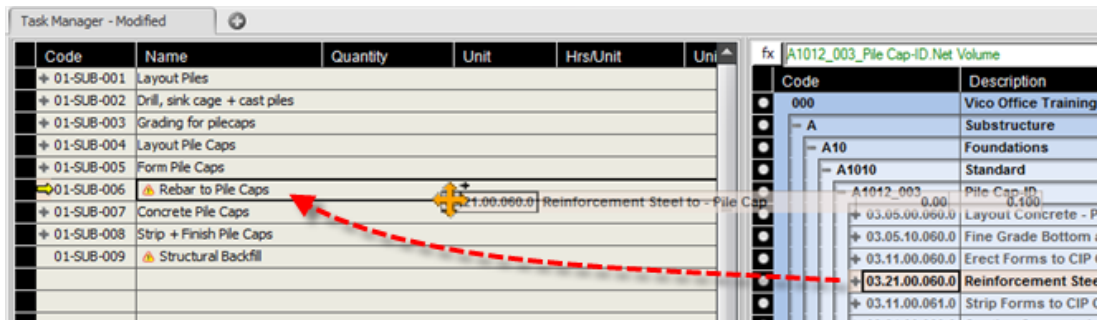 Task Manager - Modified
Code Name Quantity Unit Hrs/Unit Uni
+ 01-SUB-001 Layout Piles
+ 01-SUB-002 Drill, sink cage + cast piles
+ 01-SUB-003 Grading for pilecaps
+ 01-SUB-004 Layout Pile Caps
+ 01-SUB-005 Form Pile Caps
01-SUB-006 Rebar to Pile Caps
+ 01-SUB-007 Concrete Pile Caps
+ 01-SUB-008 Strip + Finish Pile Caps
01-SUB-009 Structural Backfill
21.00.060.0 Reinforcement Steel to - Pile Cap
0.00 0.100
fx A1012_003_Pile Cap-ID.Net Volume
Code Description
000 Vico Office Training
- A Substructure
- A10 Foundations
- A1010 Standard
- A1012_003 Pile Cap-ID
+ 03.05.00.060.0 Layout Concrete - P
+ 03.05.10.060.0 Fine Grade Bottom
+ 03.11.00.060.0 Erect Forms to CIP
+ 03.21.00.060.0 Reinforcement Stee
+ 03.11.00.061.0 Strip Forms to CIP